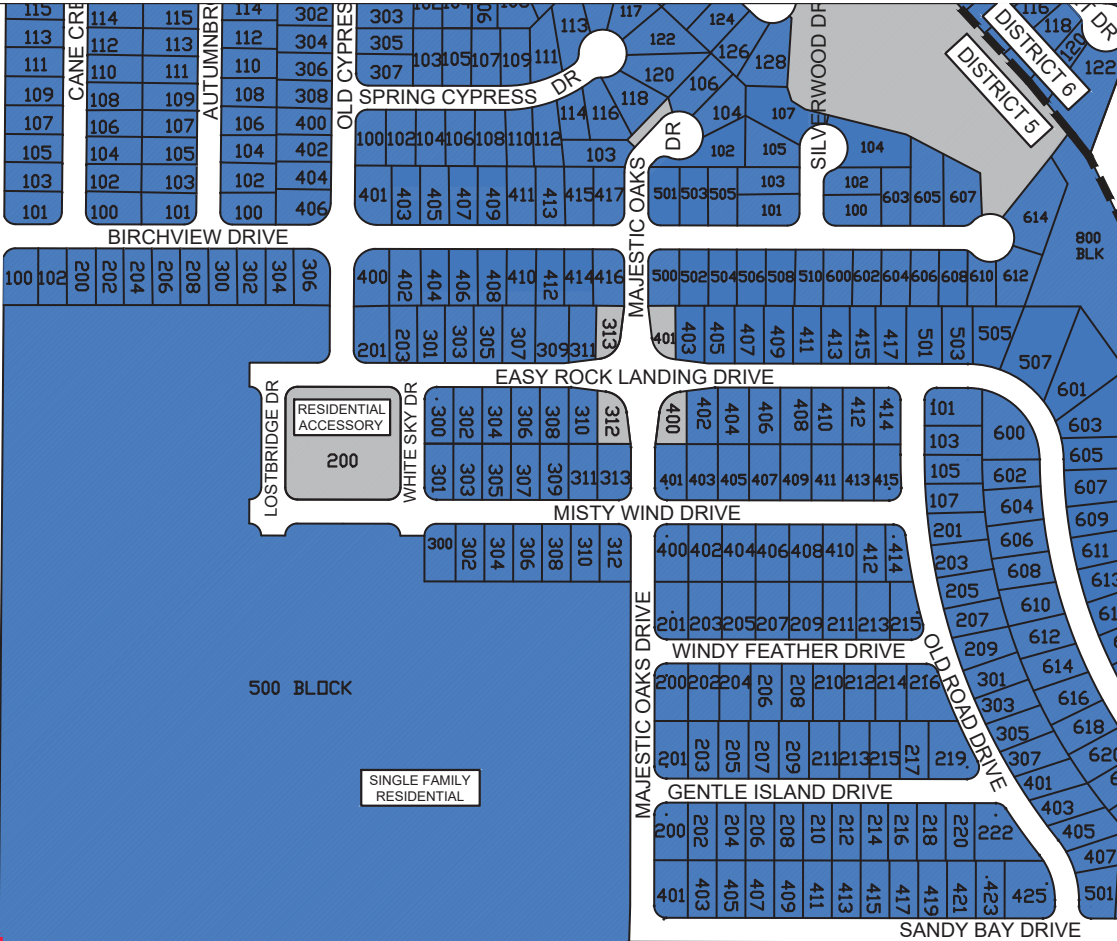 115 114 115 114 302 303 113 117 124 116 118 120 T DR
113 112 113 112 304 305 103 105 107 109 111 122 126 128 122
111 110 111 110 306 307 120 106 DISTRICT 6
109 108 109 108 308 SPRING CYPRESS DR 118 104 107 DISTRICT 5
CANE CRE
AUTUMNBR
OLD CYPRES
SILVERWOOD DR
107 106 107 106 400 100 102 104 106 108 110 112 114 116 DR
105 104 105 104 402 103 102 105 104
103 102 103 102 404 401 403 405 407 409 411 413 415 417 501 503 505 103 102 603 605 607
101 100 101 100 406 101 100 614
BIRCHVIEW DRIVE
MAJESTIC OAKS
800
BLK
100 102 200 202 204 206 208 300 302 304 306 400 402 404 406 408 410 412 414 416 500 502 504 506 508 510 600 602 604 606 608 610 612
201 203 301 303 305 307 309 311 313 401 403 405 407 409 411 413 415 417 501 503 505 507
EASY ROCK LANDING DRIVE
601
LOSTBRIDGE DR
RESIDENTIAL
ACCESSORY
200
WHITE SKY DR
300 302 304 306 308 310 312 400 402 404 406 408 410 412 414 101 600 603
103 605
301 303 305 307 309 311 313 401 403 405 407 409 411 413 415 105 602 607
107 604 609
MISTY WIND DRIVE
201 606 611
300 302 304 306 308 310 312 400 402 404 406 408 410 412 414 203 608 613
205 610
201 203 205 207 209 211 213 215 207 612
WINDY FEATHER DRIVE
209 614
200 202 204 206 208 210 212 214 216 301 616
303 618
MAJESTIC OAKS DRIVE
OLD ROAD DRIVE
500 BLOCK
201 203 205 207 209 211 213 215 217 219 305 620
307
GENTLE ISLAND DRIVE
401
SINGLE FAMILY
RESIDENTIAL
403
200 202 204 206 208 210 212 214 216 218 220 222 405
407
401 403 405 407 409 411 413 415 417 419 421 423 425 501
SANDY BAY DRIVE